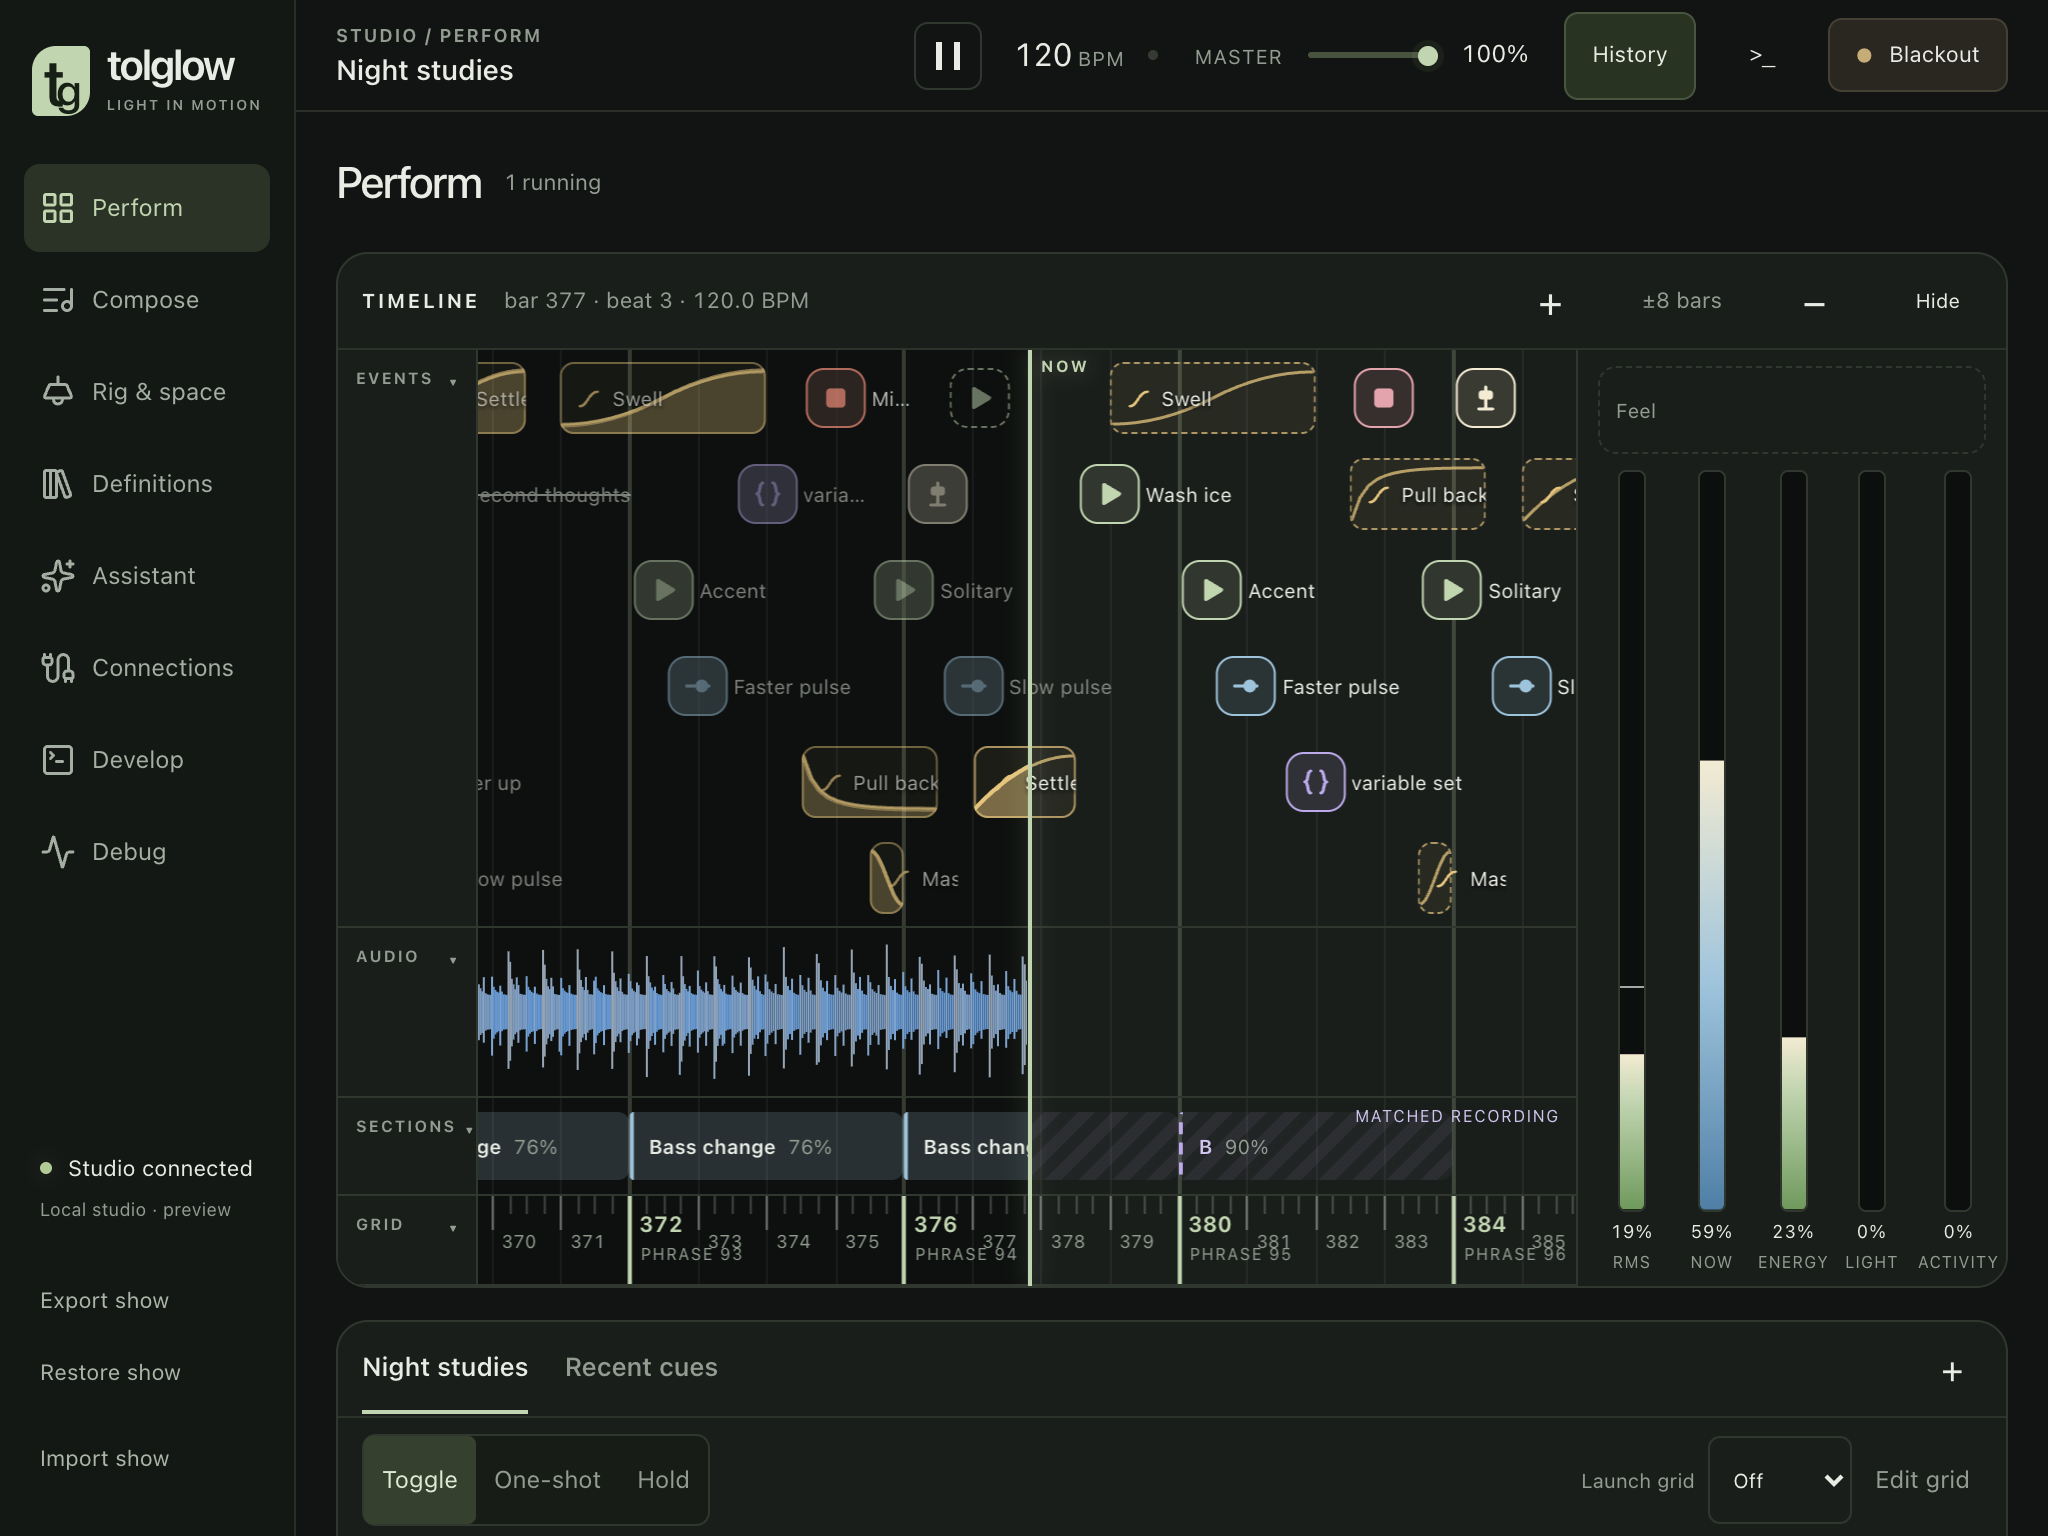 tg
tolglow
LIGHT IN MOTION
Perform
Compose
Rig & space
Definitions
Assistant
Connections
Develop
Debug
Studio connected
Local studio · preview
Export show
Restore show
Import show
STUDIO / PERFORM
Night studies
120 BPM
MASTER
100%
History
>_
Blackout
Perform
1 running
TIMELINE
bar 377 · beat 3 · 120.0 BPM
+
±8 bars
−
Hide
EVENTS
NOW
Settle
Swell
Mi...
Swell
econd thoughts
{} varia...
Wash ice
Pull back
Accent
Solitary
Accent
Solitary
Faster pulse
Slow pulse
Faster pulse
Sl
er up
Pull back
Settle
{} variable set
ow pulse
Mas
Mas
AUDIO
SECTIONS
ge 76%
Bass change 76%
Bass chang
MATCHED RECORDING
B 90%
GRID
370
371
372
PHRASE 93
373
374
375
376
PHRASE 94
377
378
379
380
PHRASE 95
381
382
383
384
PHRASE 96
385
Feel
19%
59%
23%
0%
0%
RMS
NOW
ENERGY
LIGHT
ACTIVITY
Night studies
Recent cues
+
Toggle
One-shot
Hold
Launch grid
Off
Edit grid